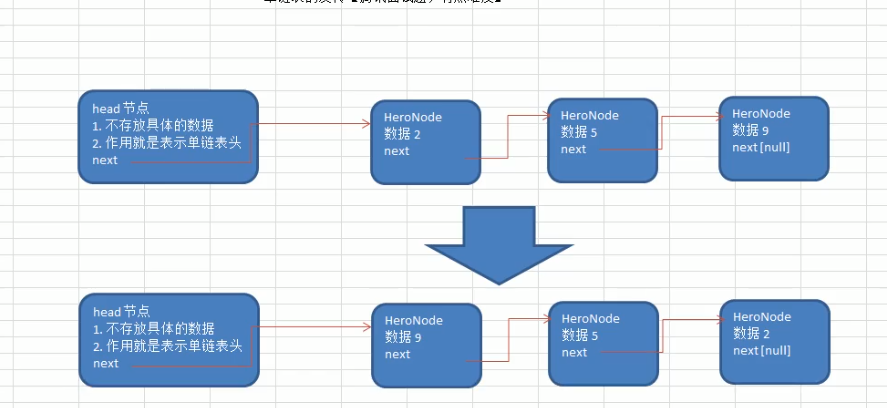 head 节点
1. 不存放具体的数据
2. 作用就是表示单链表头
next
HeroNode
数据 2
next
HeroNode
数据 5
next
HeroNode
数据 9
next [null]
head 节点
1. 不存放具体的数据
2. 作用就是表示单链表头
next
HeroNode
数据 9
next
HeroNode
数据 5
next
HeroNode
数据 2
next [null]